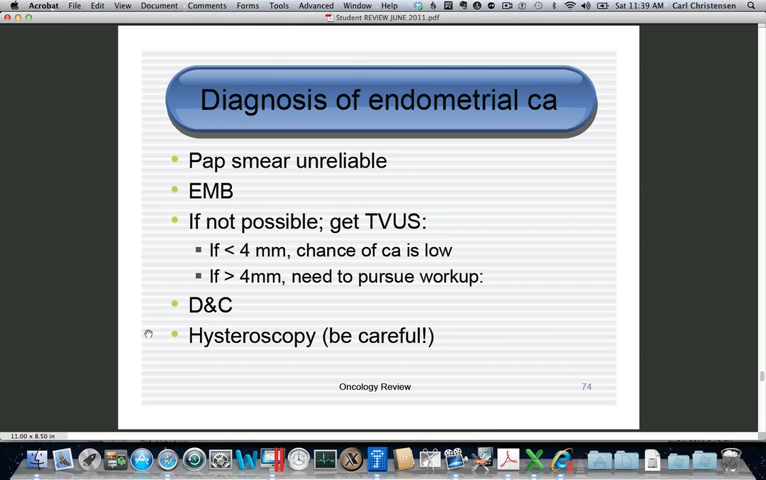 Acrobat File Edit View Document Comments Forms Tools Advanced Window Help Sat 11:39 AM Carl Christensen
Student REVIEW JUNE 2011.pdf
Diagnosis of endometrial ca
Pap smear unreliable
EMB
If not possible; get TVUS:
If < 4 mm, chance of ca is low
If > 4mm, need to pursue workup:
D&C
Hysteroscopy (be careful!)
Oncology Review 74
11.00 x 8.50 in